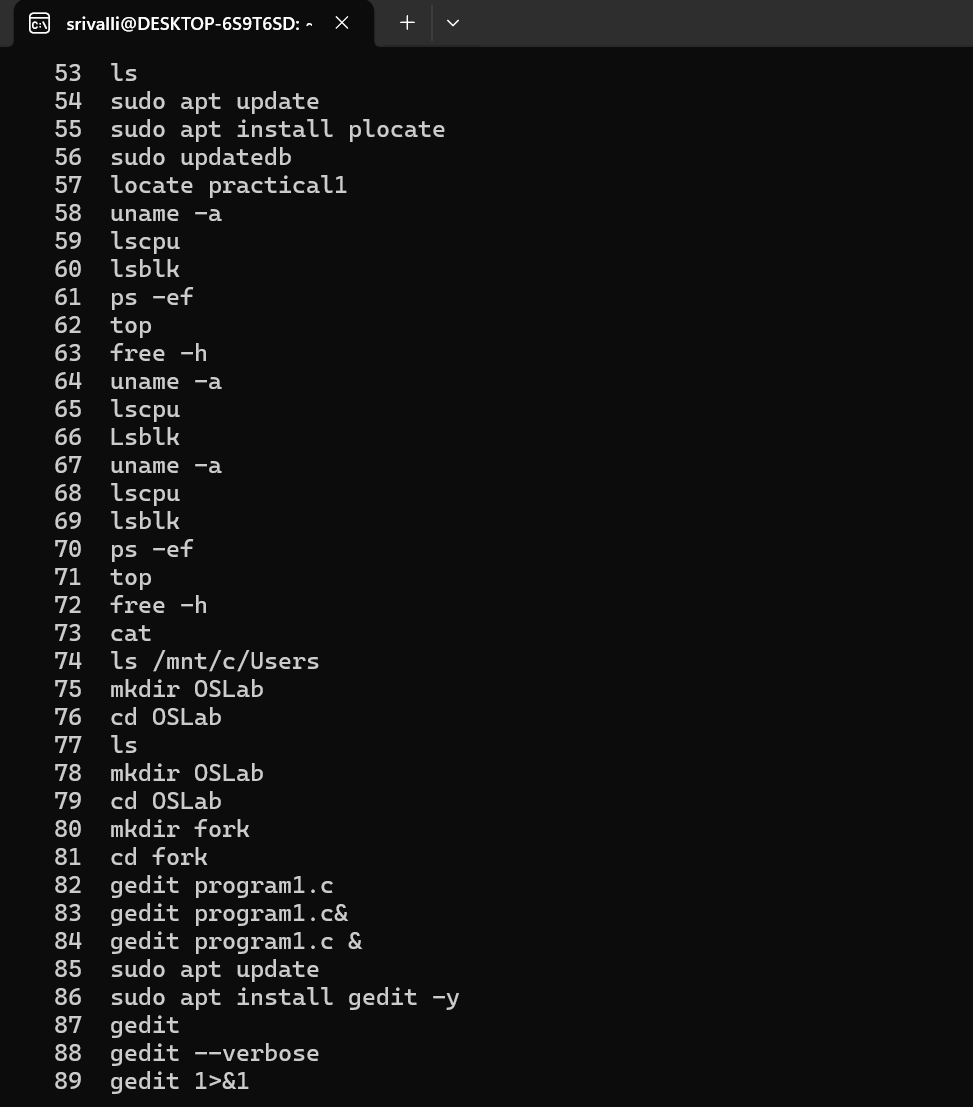 srivalli@DESKTOP-6S9T6SD: ~
53 ls
54 sudo apt update
55 sudo apt install plocate
56 sudo updatedb
57 locate practical1
58 uname -a
59 lscpu
60 lsblk
61 ps -ef
62 top
63 free -h
64 uname -a
65 lscpu
66 Lsblk
67 uname -a
68 lscpu
69 lsblk
70 ps -ef
71 top
72 free -h
73 cat
74 ls /mnt/c/Users
75 mkdir OSLab
76 cd OSLab
77 ls
78 mkdir OSLab
79 cd OSLab
80 mkdir fork
81 cd fork
82 gedit program1.c
83 gedit program1.c&
84 gedit program1.c &
85 sudo apt update
86 sudo apt install gedit -y
87 gedit
88 gedit --verbose
89 gedit 1>&1